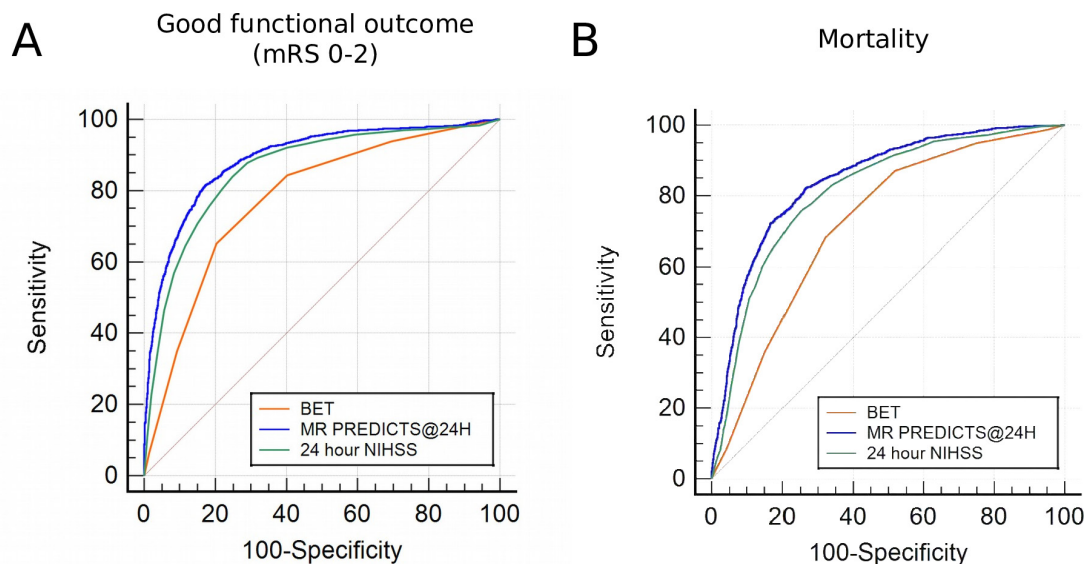 A
Good functional outcome
(mRS 0-2)
100
80
60
40
20
0
Sensitivity
BET
MR PREDICTS@24H
24 hour NIHSS
0 20 40 60 80 100
100-Specificity
B
Mortality
100
80
60
40
20
0
Sensitivity
BET
MR PREDICTS@24H
24 hour NIHSS
0 20 40 60 80 100
100-Specificity